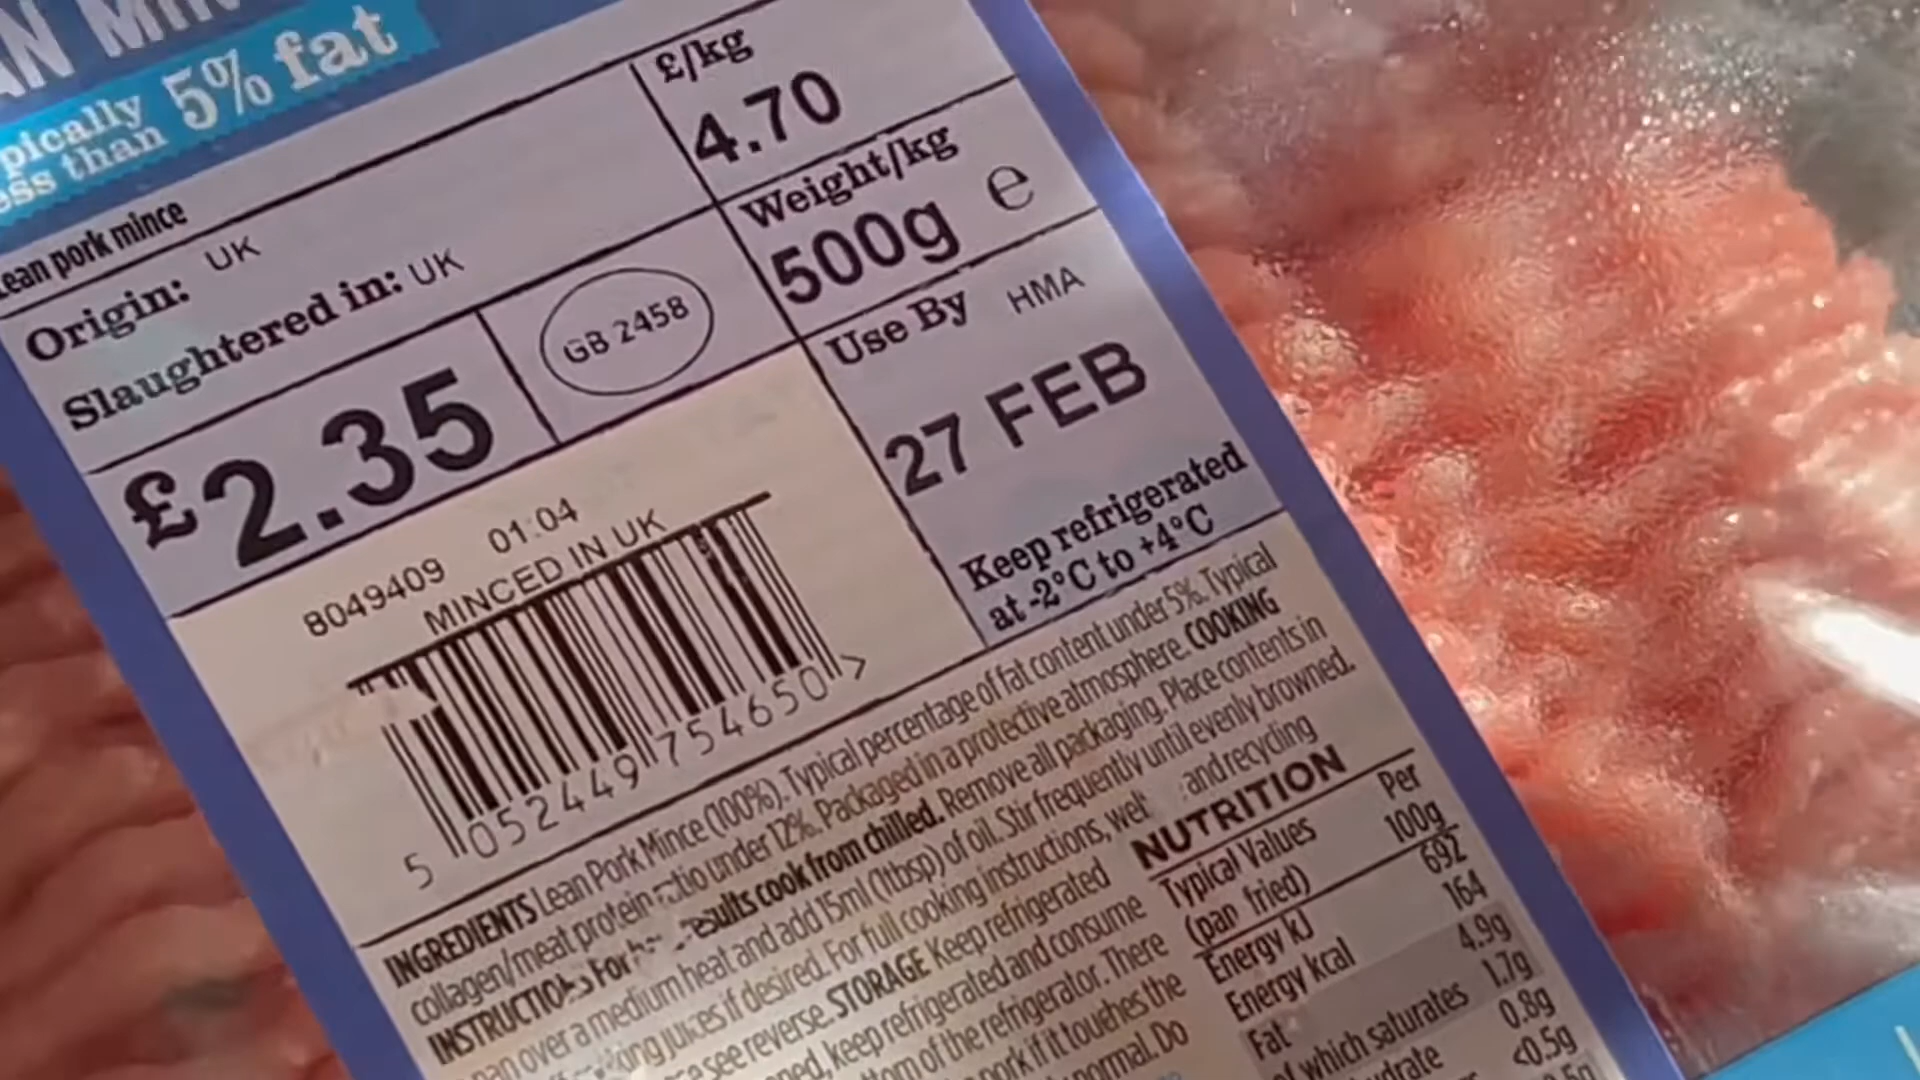 5% fat
than
£/kg
4.70
Weight/kg
500g e
lean pork mince
Origin: UK
Slaughtered in: UK
£2.35
GB 2458
Use By HMA
27 FEB
Keep refrigerated
at -2°C to +4°C
8049409 01:04
MINCED IN UK
5 052449 754650 >
INGREDIENTS Lean Pork Mince (100%). Typical percentage of fat content under 5%. Typical
collagen/meat protein ratio under 12%. Packaged in a protective atmosphere. COOKING
INSTRUCTIONS For results cook from chilled. Remove all packaging. Place contents in
pan over a medium heat and add 15ml (1tbsp) of oil. Stir frequently until evenly browned.
juices if desired. For full cooking instructions, and recycling
see reverse. STORAGE Keep refrigerated
keep refrigerated and consume
of the refrigerator. There
pork if it touches the
normal. Do
NUTRITION
Typical Values Per
(pan fried) 100g
Energy kJ 692
Energy kcal 164
Fat 4.9g
of which saturates 1.7g
0.8g
<0.5g